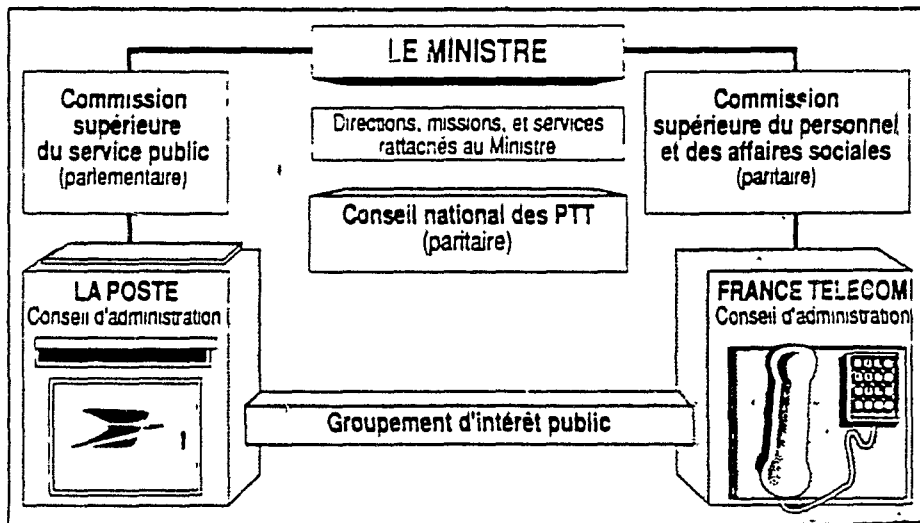 LE MINISTRE
Commission
supérieure
du service public
(parlementaire)
Directions, missions, et services
rattachés au Ministre
Commission
supérieure du personnel
et des affaires sociales
(paritaire)
Conseil national des PTT
(paritaire)
LA POSTE
Conseil d'administration
FRANCE TELECOM
Conseil d'administration
Groupement d'intérêt public